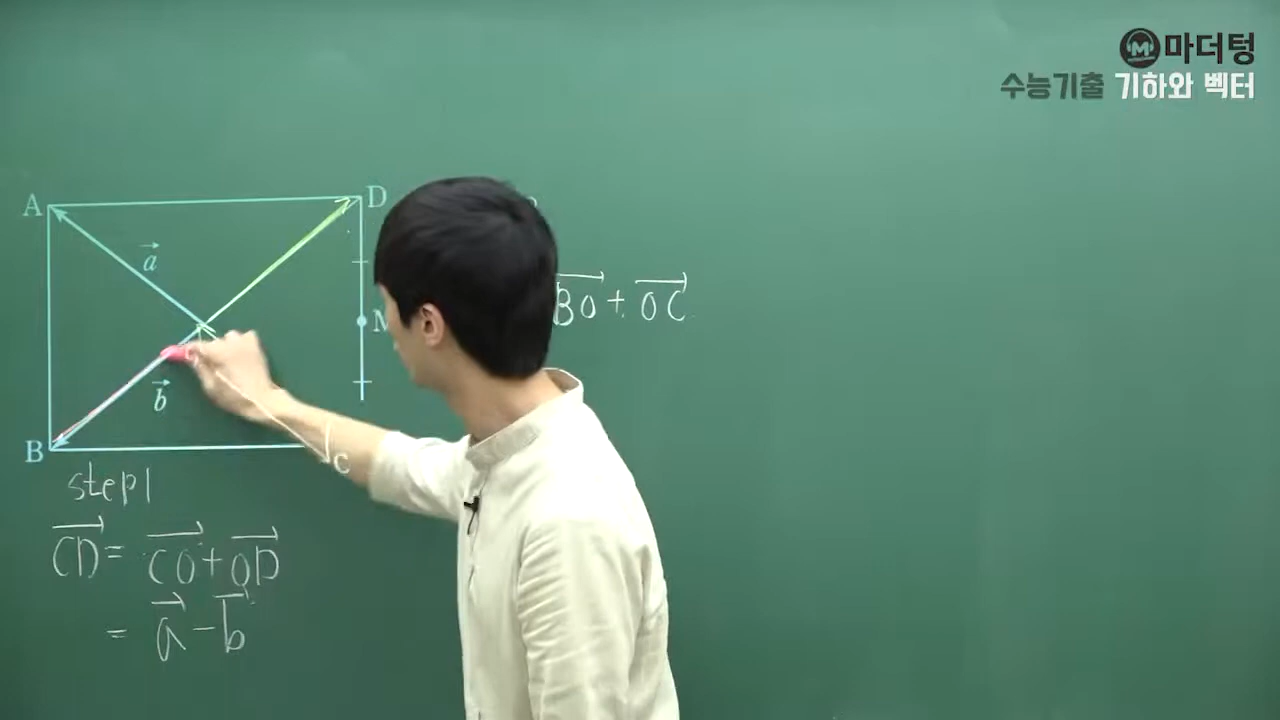 마더텅
수능기출 기하와 벡터
A
D
a⃗
BO⃗ + OC⃗
b⃗
B
C
step1
CD⃗ = CO⃗ + OD⃗
= a⃗ - b⃗